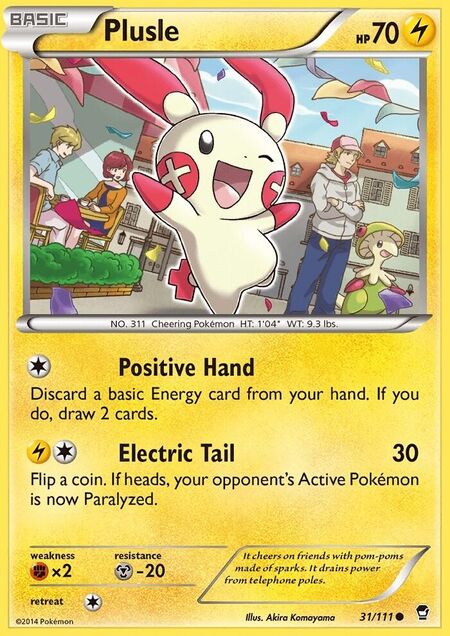 BASIC
Plusle
HP70
NO. 311 Cheering Pokémon HT: 1'04" WT: 9.3 lbs.
Positive Hand
Discard a basic Energy card from your hand. If you
do, draw 2 cards.
Electric Tail 30
Flip a coin. If heads, your opponent's Active Pokémon
is now Paralyzed.
weakness resistance
×2 -20
It cheers on friends with pom-poms
made of sparks. It drains power
from telephone poles.
retreat
©2014 Pokémon Illus. Akira Komayama 31/111